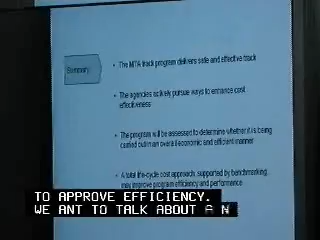 Summary
• The MTA track program delivers safe and effective track
• The agencies actively pursue ways to enhance cost
effectiveness
• The program will be assessed to determine whether it is being
carried out in an overall economic and efficient manner
• A total life-cycle cost approach, supported by benchmarking,
may improve program efficiency and performance
TO APPROVE EFFICIENCY.
WE ANT TO TALK ABOUT A N